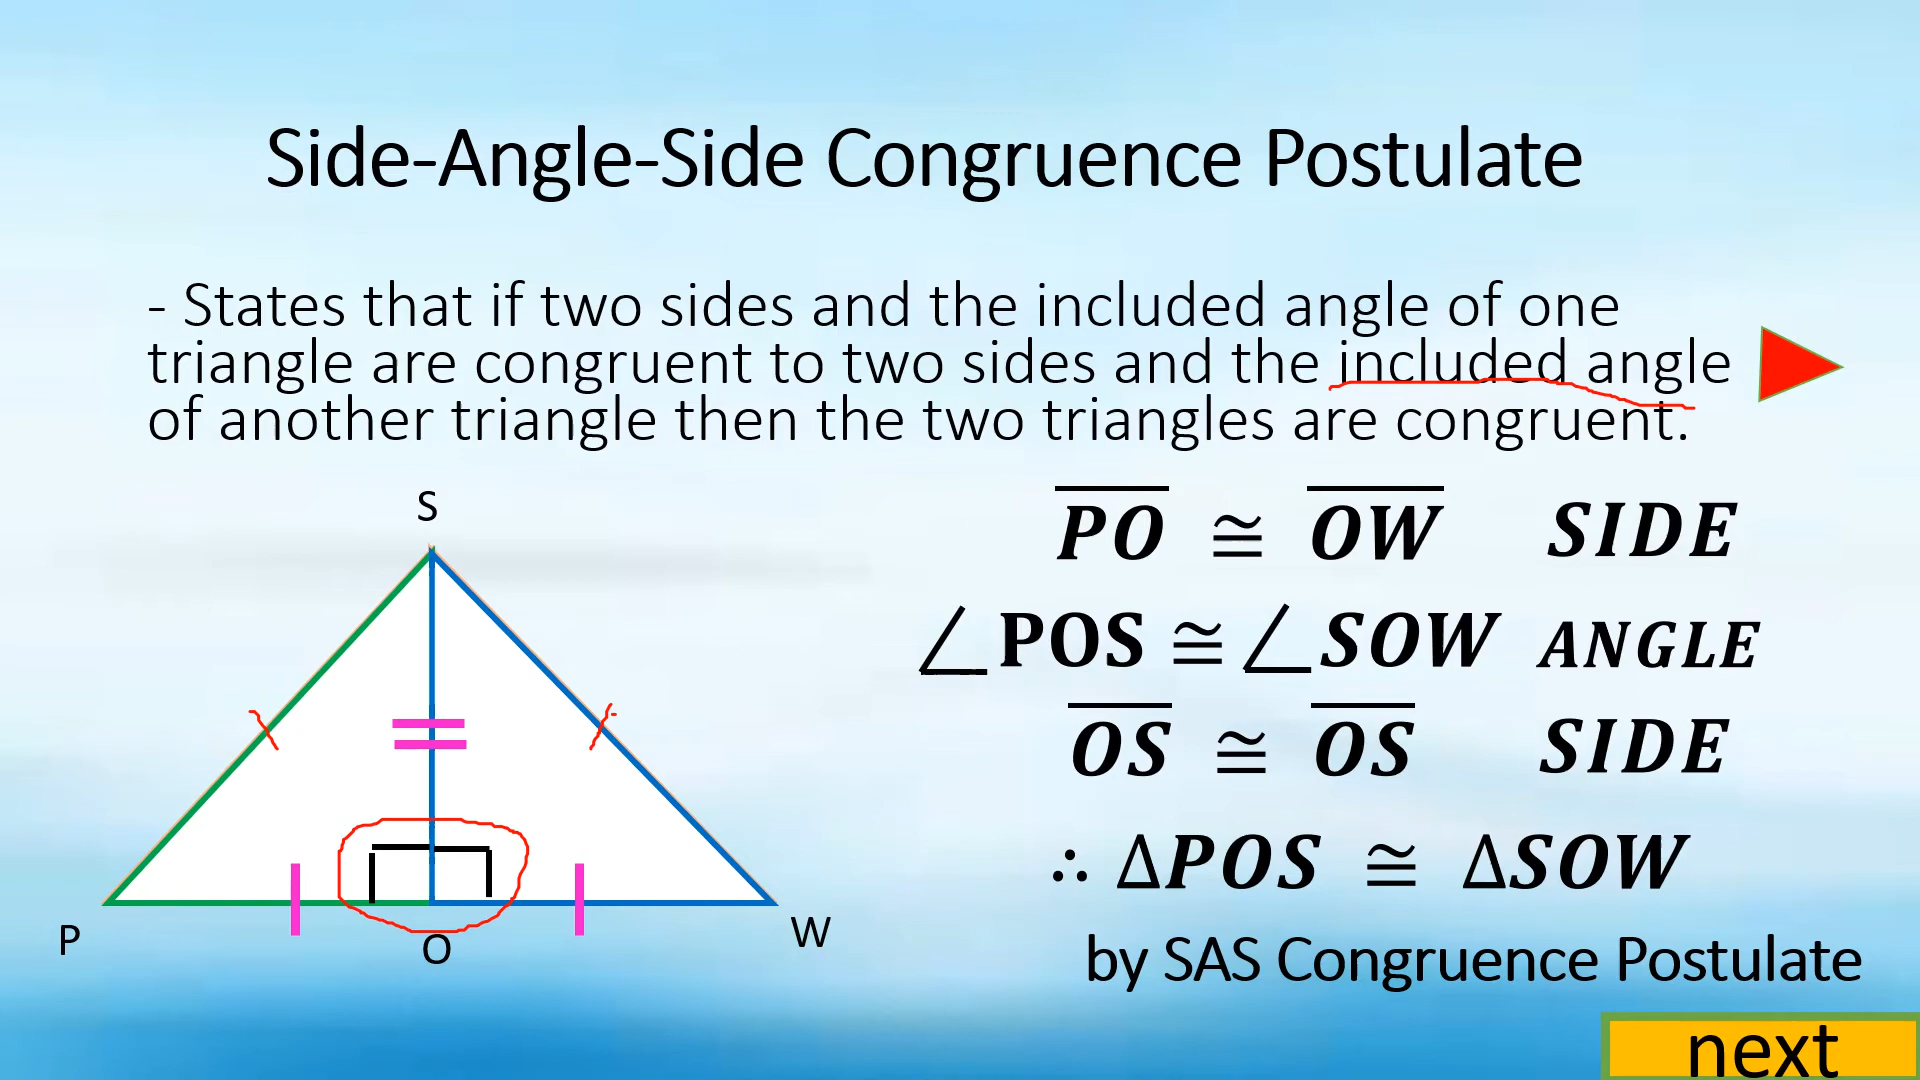 Side-Angle-Side Congruence Postulate
- States that if two sides and the included angle of one
triangle are congruent to two sides and the included angle
of another triangle then the two triangles are congruent.
S
P
O
W
PO ≅ OW SIDE
∠POS ≅ ∠SOW ANGLE
OS ≅ OS SIDE
∴ ΔPOS ≅ ΔSOW
by SAS Congruence Postulate
next